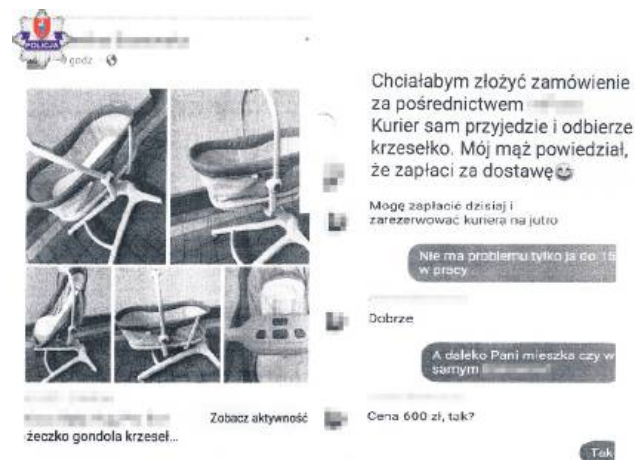 POLICJA
godz.
Zobacz aktywność
żeczko gondola krzeseł...
Chciałabym złożyć zamówienie
za pośrednictwem
Kurier sam przyjedzie i odbierze
krzesełko. Mój mąż powiedział,
że zapłaci za dostawę
Mogę zapłacić dzisiaj i
zarezerwować kuriera na jutro
Nie ma problemu tylko ja do 15
w pracy
Dobrze
A daleko Pani mieszka czy w
samym
Cena 600 zł, tak?
Tak